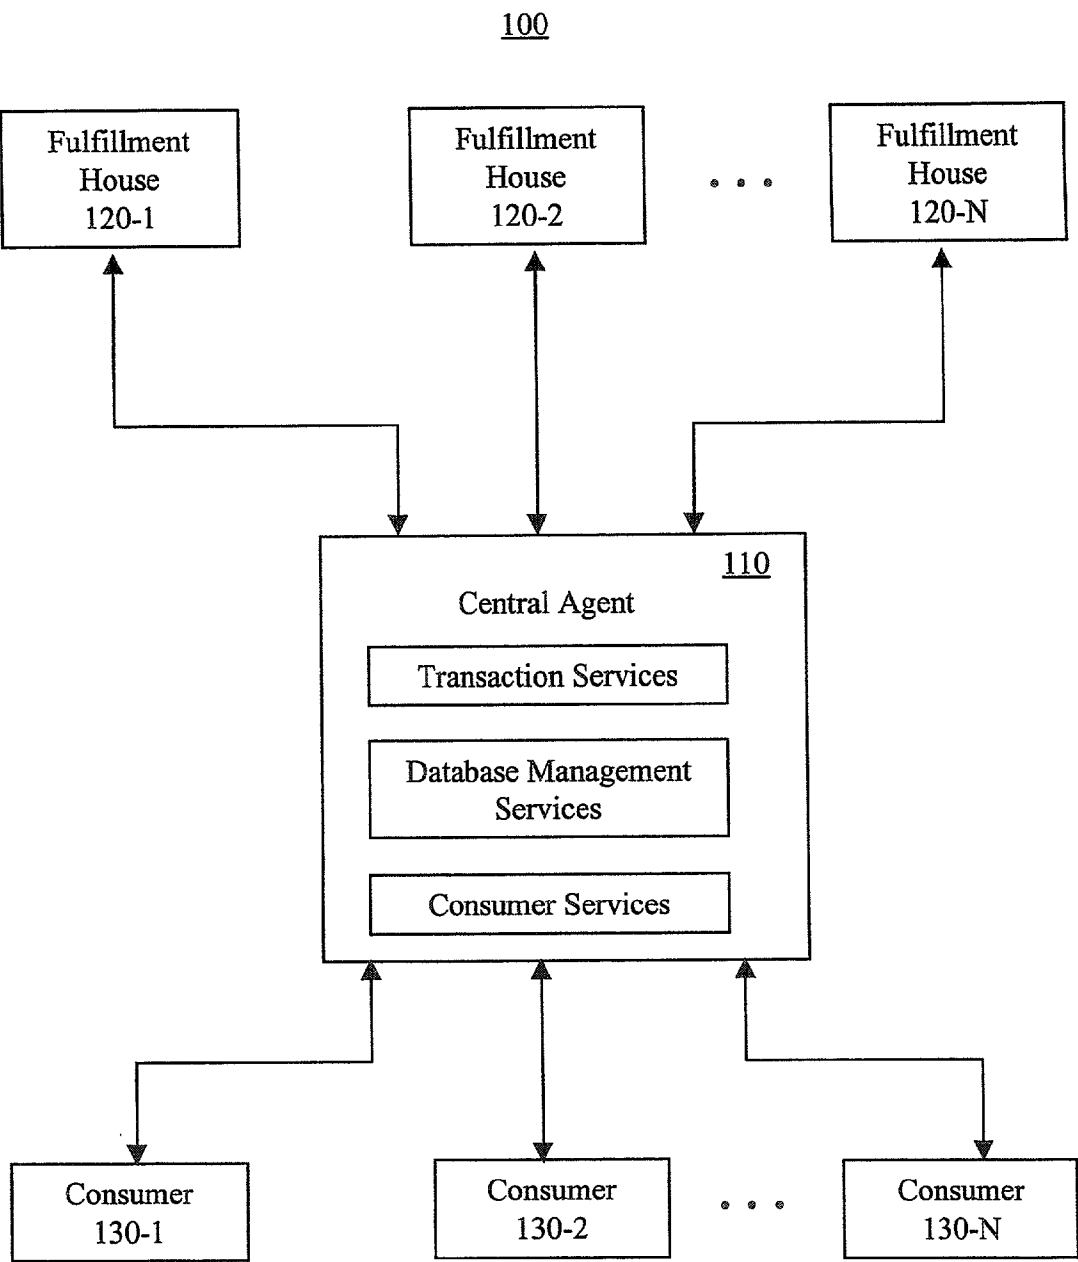 100
Fulfillment
House
120-1
Fulfillment
House
120-2
Fulfillment
House
120-N
110
Central Agent
Transaction Services
Database Management
Services
Consumer Services
Consumer
130-1
Consumer
130-2
Consumer
130-N